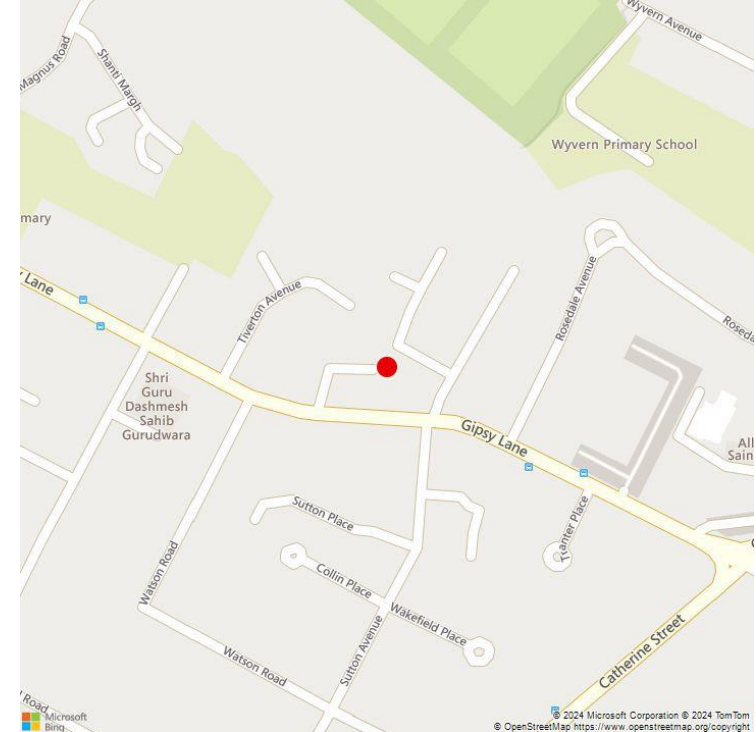 Wyvern Avenue
Magnus Road
Shanti Margh
Wyvern Primary School
mary
y Lane
Tiverton Avenue
Rosedale Avenue
Roseda
Shri
Guru
Dashmesh
Sahib
Gurudwara
Gipsy Lane
All
Sain
Sutton Place
Tranter Place
Watson Road
Collin Place
Wakefield Place
Sutton Avenue
Watson Road
Catherine Street
Road
Microsoft
Bing
© 2024 Microsoft Corporation © 2024 TomTom
© OpenStreetMap https://www.openstreetmap.org/copyright